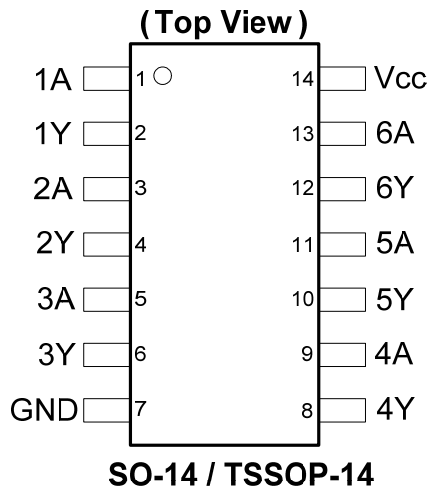 ( Top View )
1A 1 14 Vcc
1Y 2 13 6A
2A 3 12 6Y
2Y 4 11 5A
3A 5 10 5Y
3Y 6 9 4A
GND 7 8 4Y
SO-14 / TSSOP-14